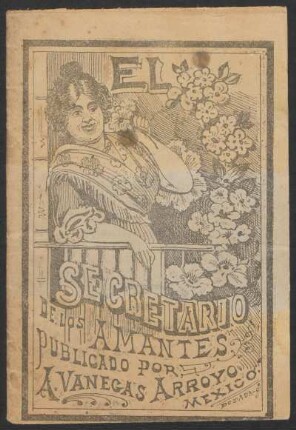 EL
SECRETARIO
DE LOS AMANTES
PUBLICADO POR
A. VANEGAS ARROYO.
MEXICO.